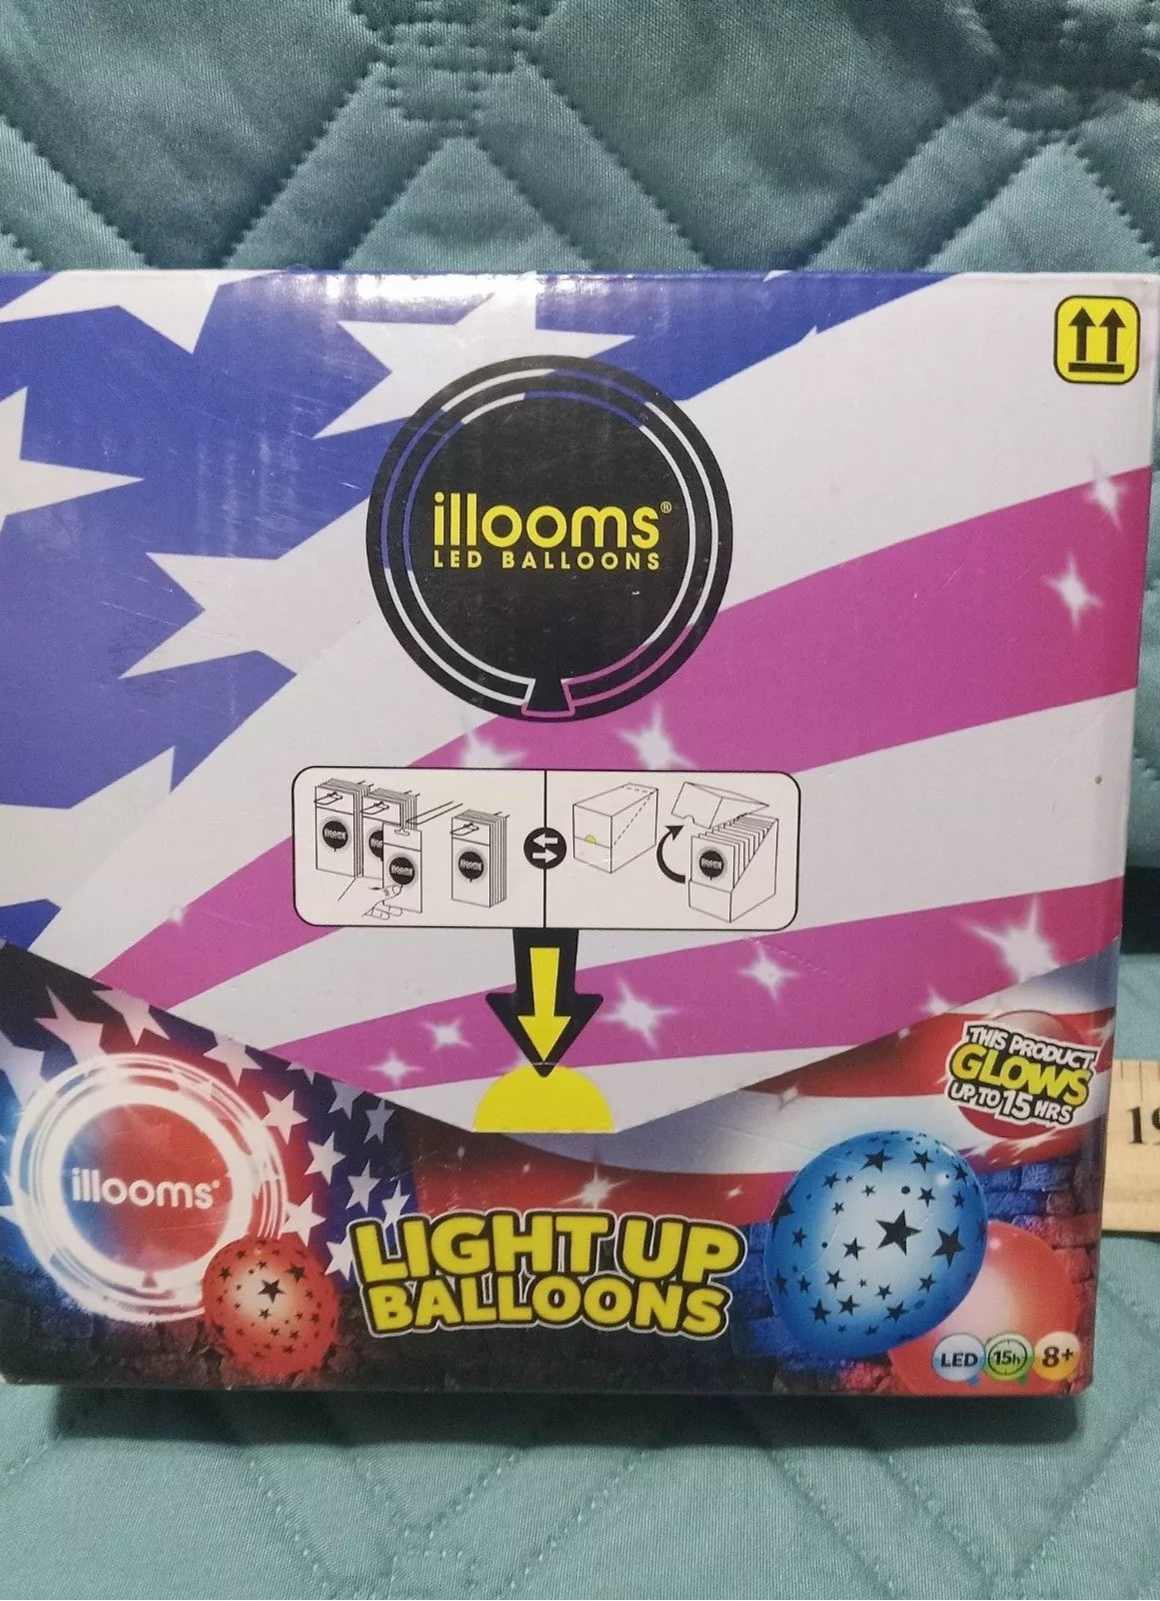 illooms®
LED BALLOONS
THIS PRODUCT
GLOWS
UP TO 15 HRS
illooms
LIGHT UP
BALLOONS
LED 15h 8+